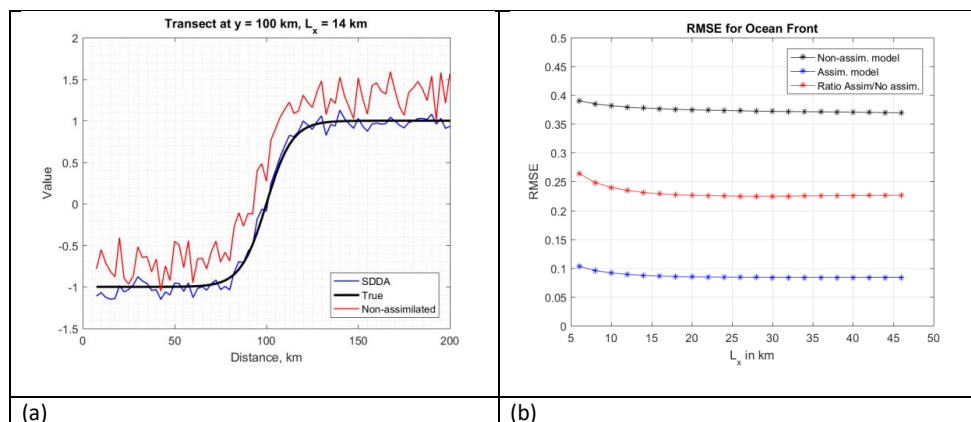 Transect at y = 100 km, L_x = 14 km
2
1.5
1
0.5
0
-0.5
-1
-1.5
Value
0
50
100
150
200
Distance, km
SDDA
True
Non-assimilated
(a)
RMSE for Ocean Front
0.5
0.45
0.4
0.35
0.3
0.25
0.2
0.15
0.1
0.05
0
RMSE
5
10
15
20
25
30
35
40
45
50
L_x in km
Non-assim. model
Assim. model
Ratio Assim/No assim.
(b)